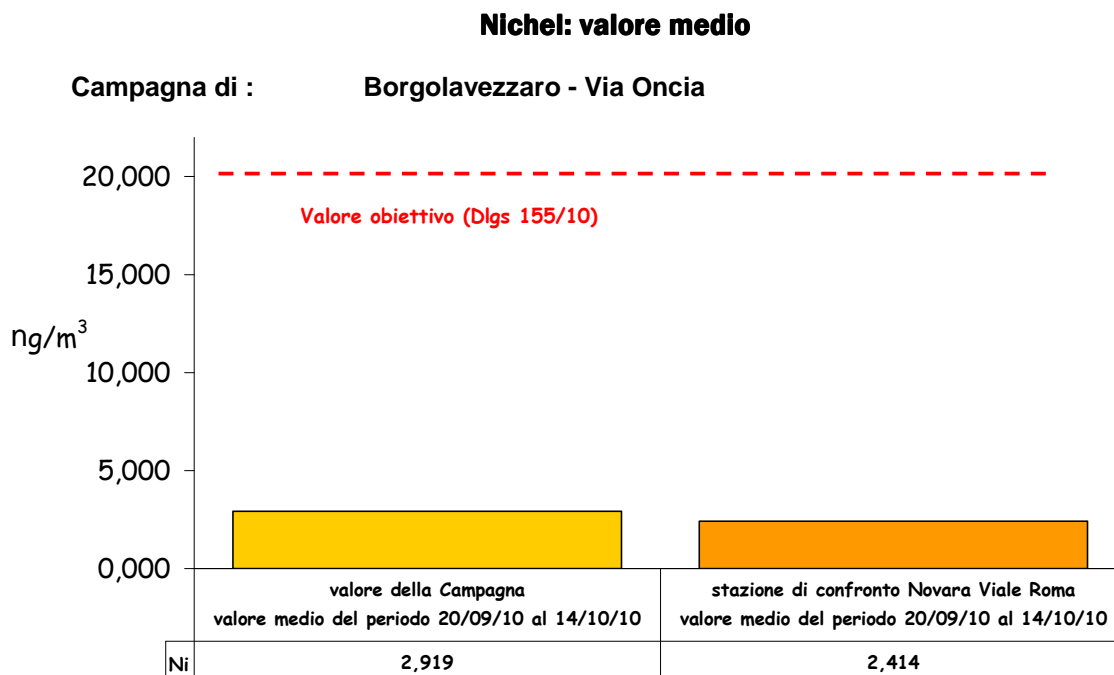 Nichel: valore medio
Campagna di : Borgolavezzaro - Via Oncia
20,000
Valore obiettivo (Dlgs 155/10)
15,000
ng/m³
10,000
5,000
0,000
valore della Campagna
valore medio del periodo 20/09/10 al 14/10/10
stazione di confronto Novara Viale Roma
valore medio del periodo 20/09/10 al 14/10/10
Ni 2,919 2,414